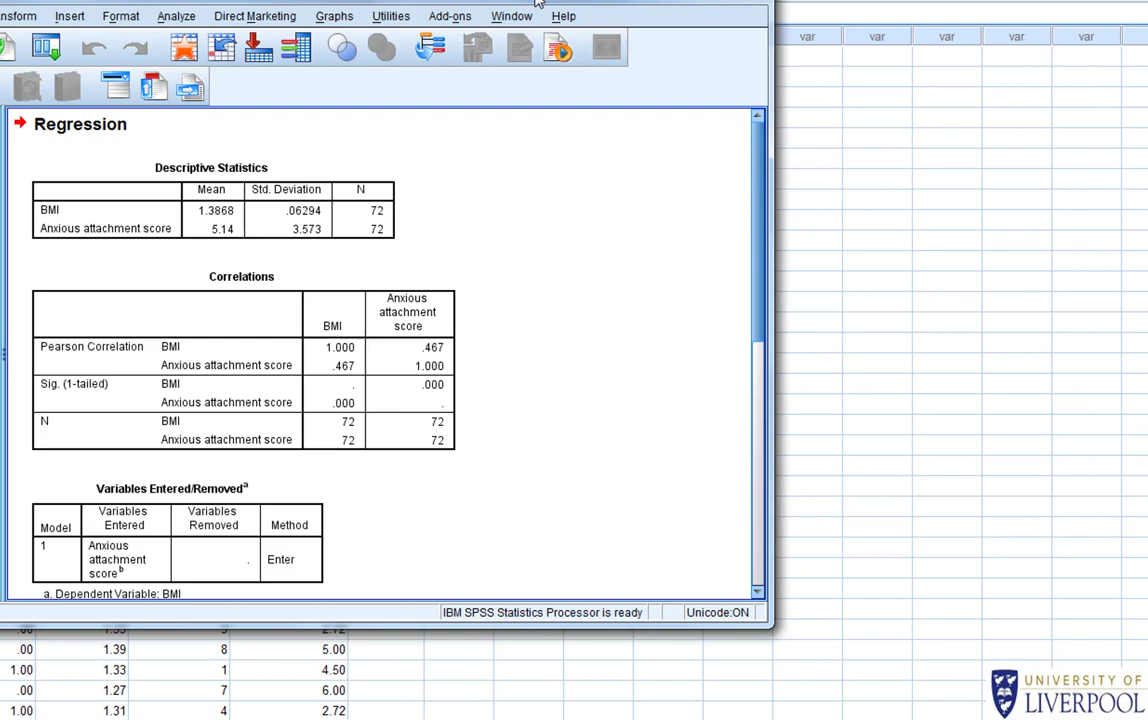 nsform Insert Format Analyze Direct Marketing Graphs Utilities Add-ons Window Help
var var var var var
Regression
Descriptive Statistics
Mean Std. Deviation N
BMI 1.3868 .06294 72
Anxious attachment score 5.14 3.573 72
Correlations
BMI Anxious attachment score
Pearson Correlation BMI 1.000 .467
Anxious attachment score .467 1.000
Sig. (1-tailed) BMI . .000
Anxious attachment score .000 .
N BMI 72 72
Anxious attachment score 72 72
Variables Entered/Removedᵃ
Model Variables Entered Variables Removed Method
1 Anxious attachment scoreᵇ . Enter
a. Dependent Variable: BMI
IBM SPSS Statistics Processor is ready Unicode:ON
.00 1.39 8 5.00
1.00 1.33 1 4.50
.00 1.27 7 6.00
1.00 1.31 4 2.72
UNIVERSITY OF
LIVERPOOL